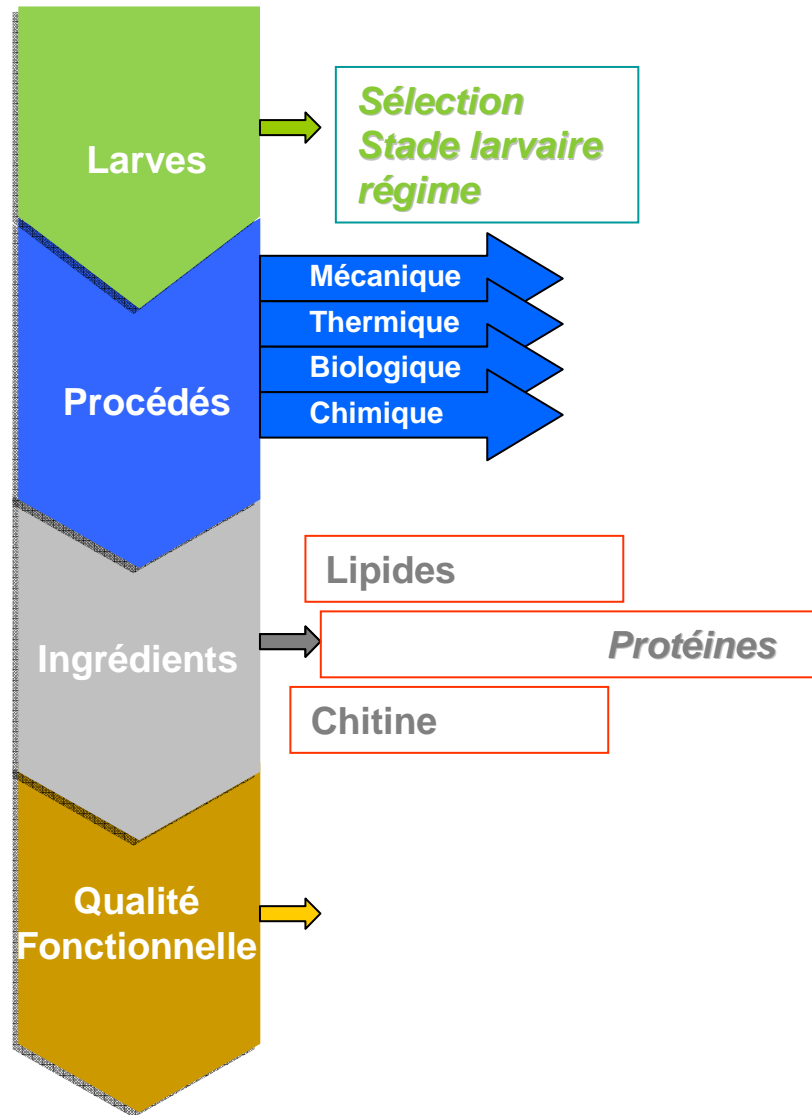 Larves
Sélection
Stade larvaire
régime
Procédés
Mécanique
Thermique
Biologique
Chimique
Ingrédients
Lipides
Protéines
Chitine
Qualité
Fonctionnelle